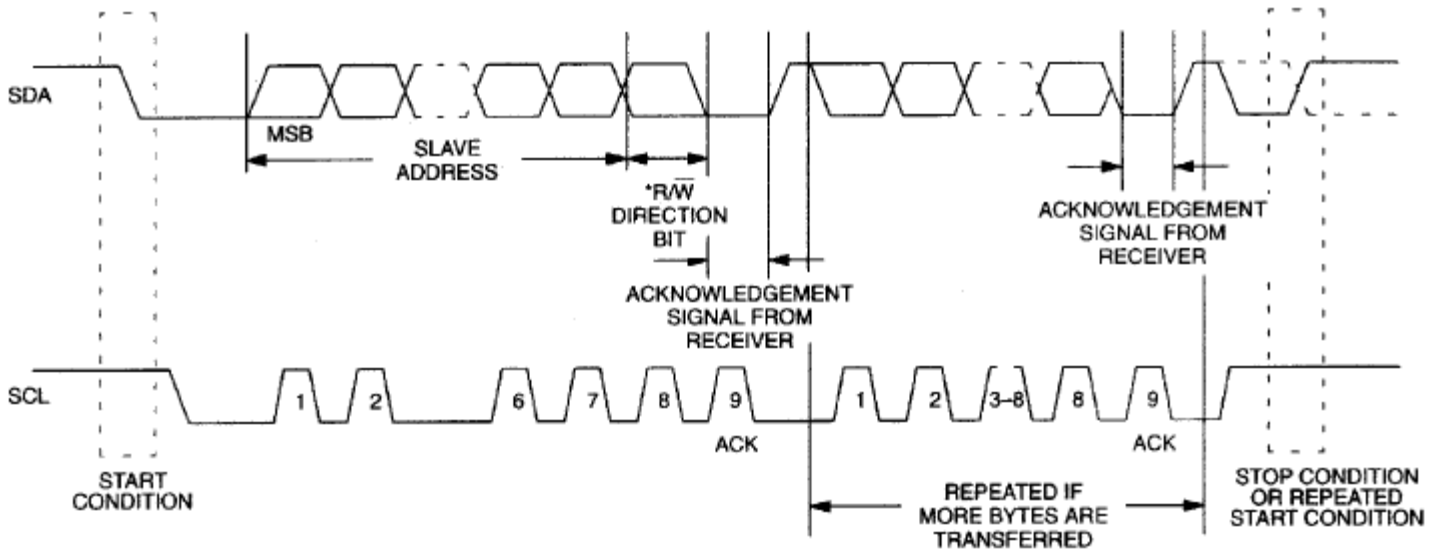 SDA
MSB
SLAVE
ADDRESS
*R/W̅
DIRECTION
BIT
ACKNOWLEDGEMENT
SIGNAL FROM
RECEIVER
ACKNOWLEDGEMENT
SIGNAL FROM
RECEIVER
SCL
1 2 6 7 8 9 1 2 3–8 8 9
ACK ACK
START
CONDITION
REPEATED IF
MORE BYTES ARE
TRANSFERRED
STOP CONDITION
OR REPEATED
START CONDITION